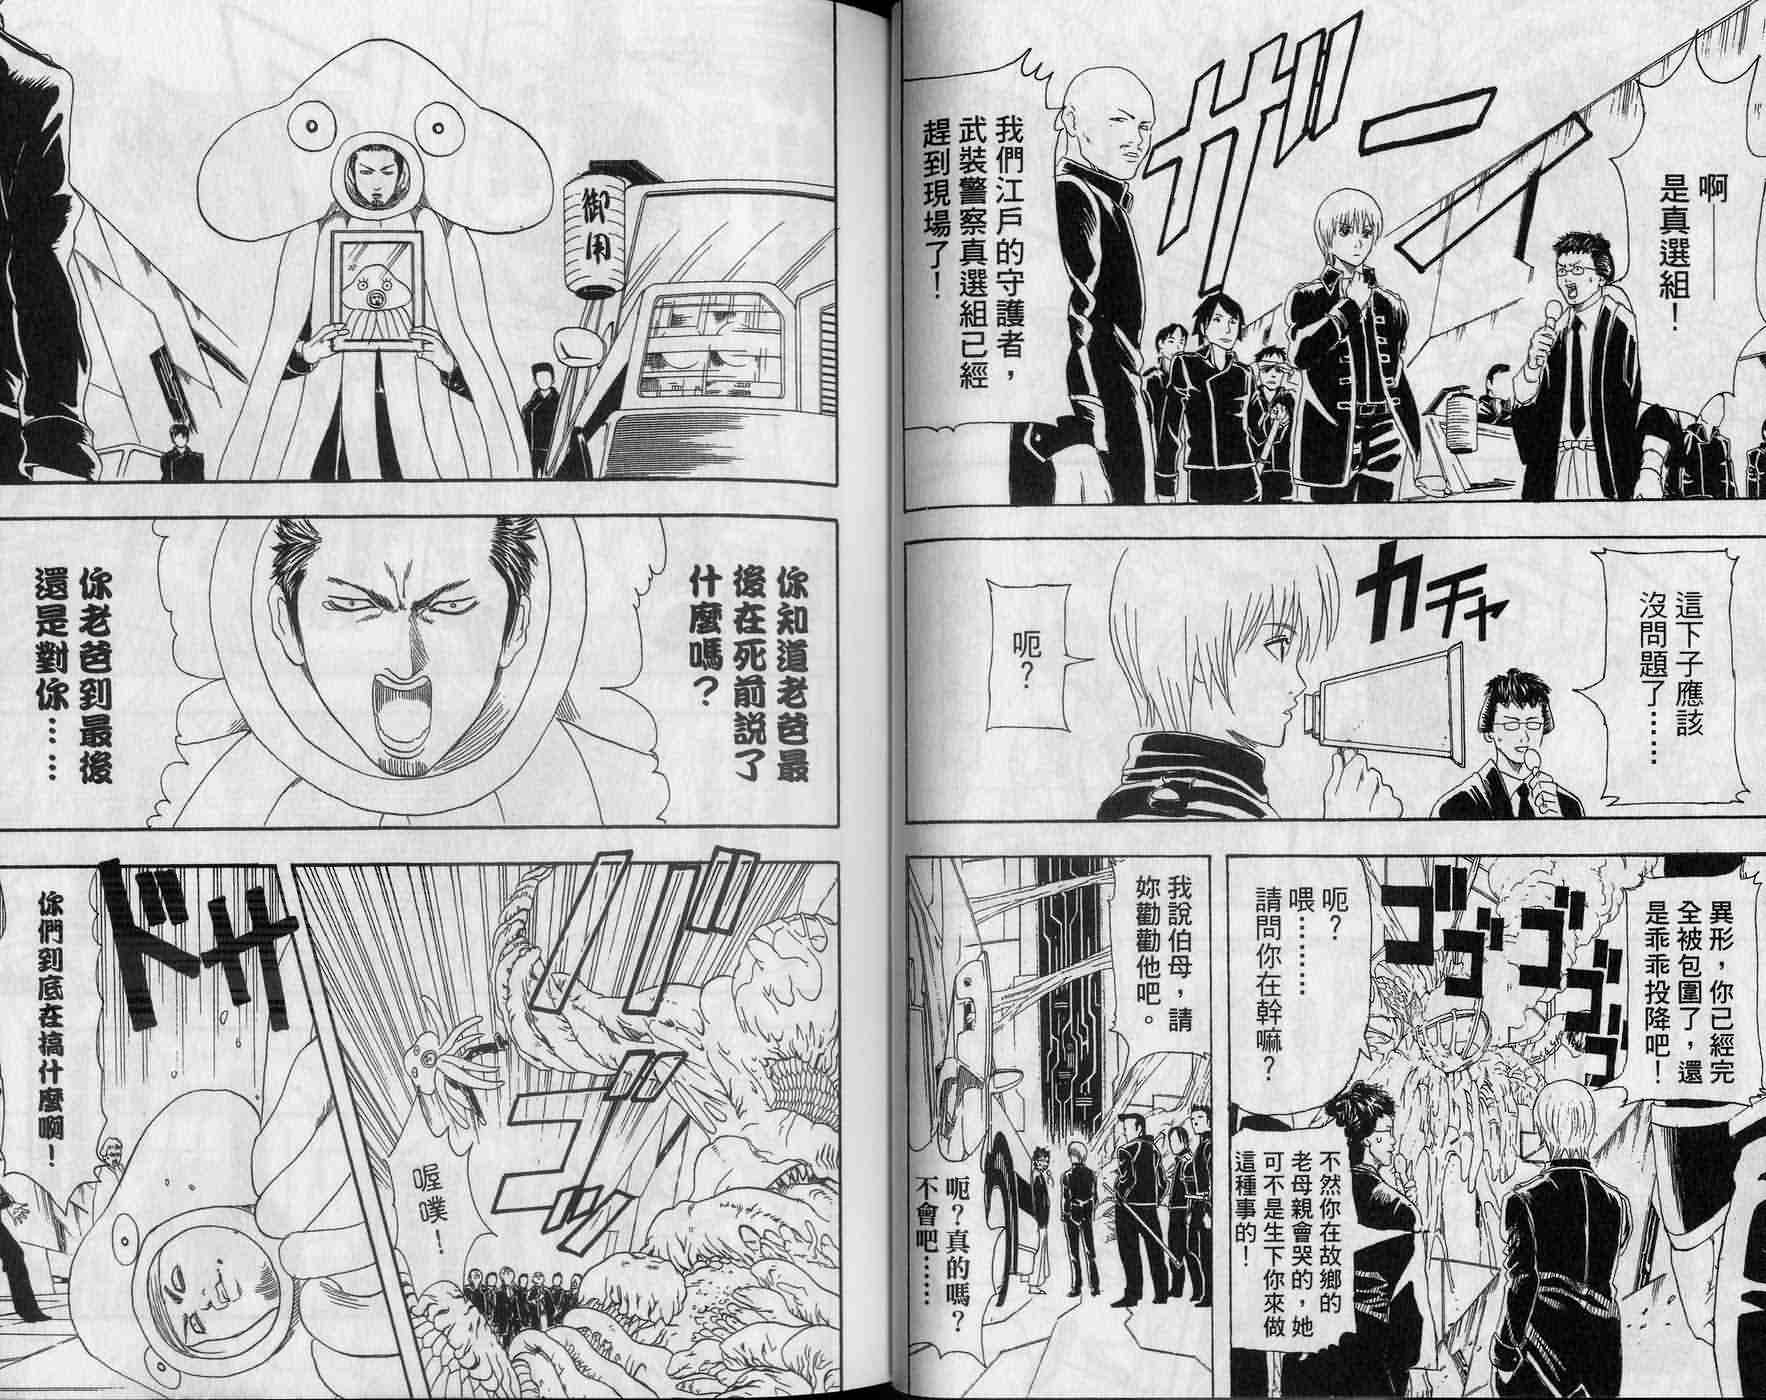 啊——
是真選組！
ザーッ
我們江戶的守護者，
武裝警察真選組已經
趕到現場了！
這下子應該
沒問題了……
カチャ
呃？
異形，你已經完
全被包圍了，還
是乖乖投降吧！
ゴゴゴゴゴ
呃？
喂………
請問你在幹嘛？
不然你在故鄉的
老母親會哭的，她
可不是生下你來做
這種事的！
我說伯母，請
妳勸勸他吧。
呃？真的嗎？
不會吧……
御用
你知道老爸最
後在死前說了
什麼嗎？
你老爸到最後
還是對你……
バゴッ
喔噗！
ドサ
你們到底在搞什麼啊！